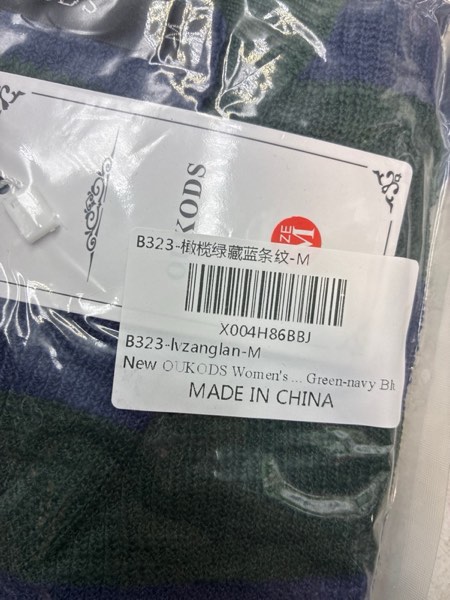 OUKODS
SIZE
M
B323-橄榄绿藏蓝条纹-M
X004H86BBJ
B323-lvzanglan-M
New OUKODS Women's ... Green-navy Bl
MADE IN CHINA